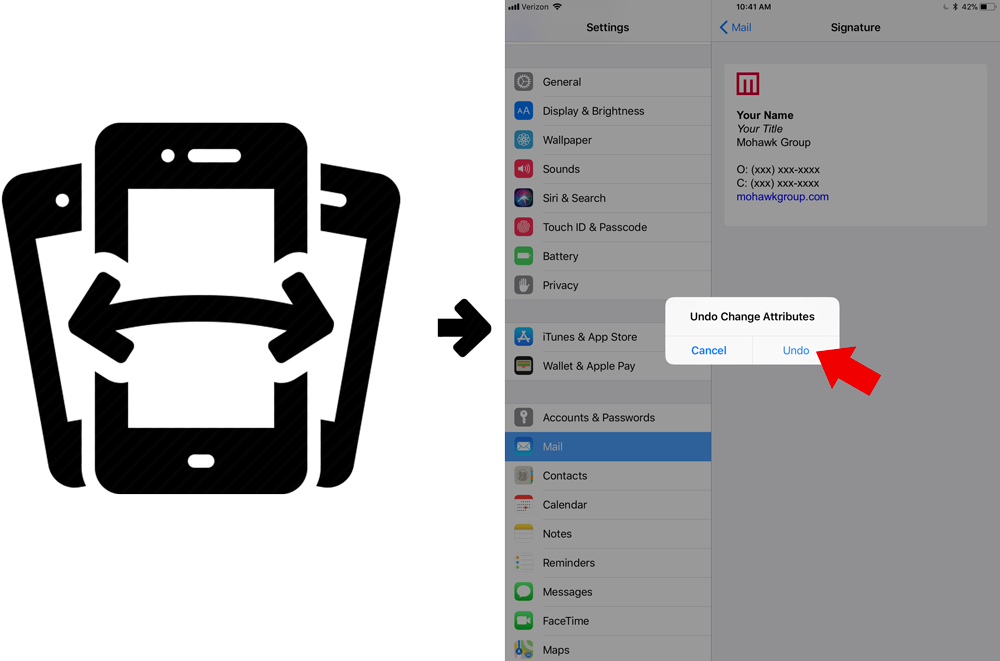 Verizon
10:41 AM
42%
Settings
Mail
Signature
General
AA
Display & Brightness
Wallpaper
Sounds
Siri & Search
Touch ID & Passcode
Battery
Privacy
iTunes & App Store
Wallet & Apple Pay
Accounts & Passwords
Mail
Contacts
Calendar
Notes
Reminders
Messages
FaceTime
Maps
Your Name
Your Title
Mohawk Group
O: (xxx) xxx-xxxx
C: (xxx) xxx-xxxx
mohawkgroup.com
Undo Change Attributes
Cancel
Undo